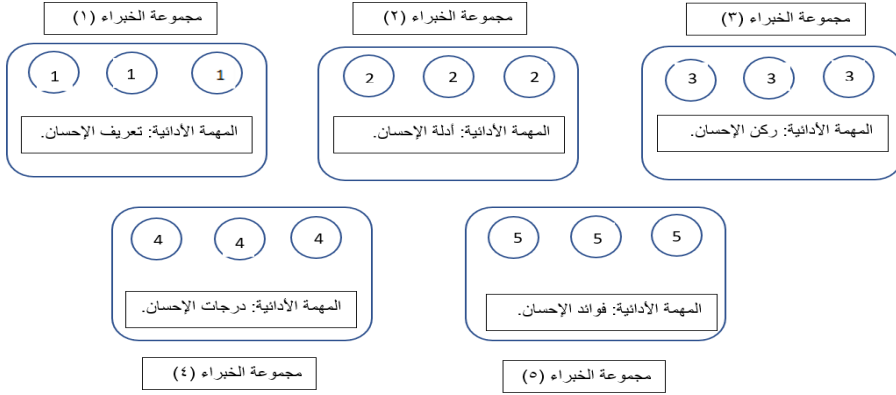 مجموعة الخبراء (١)
1 1 1
المهمة الأدائية: تعريف الإحسان.
مجموعة الخبراء (٢)
2 2 2
المهمة الأدائية: أدلة الإحسان.
مجموعة الخبراء (٣)
3 3 3
المهمة الأدائية: ركن الإحسان.
4 4 4
المهمة الأدائية: درجات الإحسان.
مجموعة الخبراء (٤)
5 5 5
المهمة الأدائية: فوائد الإحسان.
مجموعة الخبراء (٥)